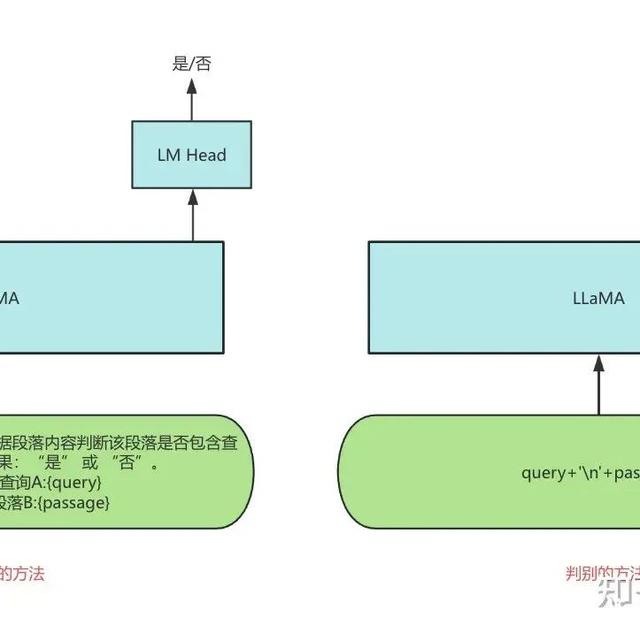 是/否
LM Head
MA
LLaMA
据段落内容判断该段落是否包含查
果：“是” 或 “否”。
查询A:{query}
段落B:{passage}
query+'\n'+pas
的方法
判别的方法
知